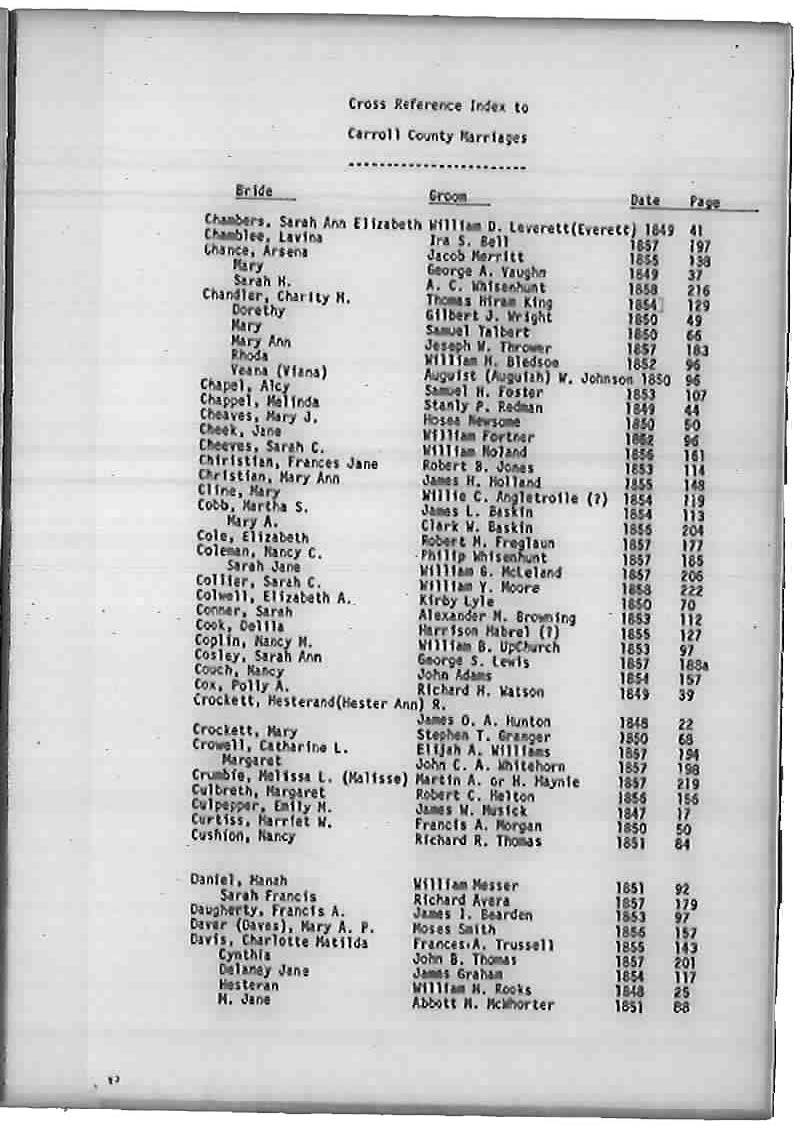 Cross Reference Index to
Carroll County Marriages
Bride Groom Date Page
Chambers, Sarah Ann Elizabeth William D. Leverett(Everett) 1849 41
Chamblee, Lavina Ira S. Bell 1857 197
Chance, Arsena Jacob Merritt 1855 138
Mary George A. Vaughn 1849 37
Sarah H. A. C. Whisenhunt 1858 216
Chandler, Charity M. Thomas Hiram King 1854 129
Dorethy Gilbert J. Wright 1850 49
Mary Samuel Talbert 1850 66
Mary Ann Joseph W. Thrower 1857 183
Rhoda William H. Bledsoe 1852 96
Veana (Viana) Auguist (Auguiah) W. Johnson 1850 96
Chapel, Alcy Samuel H. Foster 1853 107
Chappel, Melinda Stanly P. Redman 1849 44
Cheaves, Mary J. Hosea Newsome 1850 50
Cheek, Jane William Fortner 1852 96
Cheeves, Sarah C. William Noland 1856 161
Chiristian, Frances Jane Robert B. Jones 1853 114
Christian, Mary Ann James H. Holland 1855 148
Cline, Mary Willie C. Angletroile (?) 1854 119
Cobb, Martha S. James L. Baskin 1854 113
Mary A. Clark W. Baskin 1856 204
Cole, Elizabeth Robert M. Freglaun 1857 177
Coleman, Nancy C. Philip Whisenhunt 1857 185
Sarah Jane William G. McLeland 1857 206
Collier, Sarah C. William Y. Moore 1858 222
Colwell, Elizabeth A. Kirby Lyle 1850 70
Conner, Sarah Alexander M. Browning 1853 112
Cook, Delila Harrison Habrel (?) 1855 127
Coplin, Nancy M. William B. UpChurch 1853 97
Cosley, Sarah Ann George S. Lewis 1857 188a
Couch, Nancy John Adams 1854 157
Cox, Polly A. Richard H. Watson 1849 39
Crockett, Hesterand(Hester Ann) R.
James O. A. Hunton 1848 22
Crockett, Mary Stephen T. Granger 1850 68
Crowell, Catharine L. Elijah A. Williams 1857 194
Margaret John C. A. Whitehorn 1857 198
Crumbie, Melissa L. (Malisse) Martin A. or H. Haynie 1857 219
Culbreth, Margaret Robert C. Helton 1856 156
Culpepper, Emily M. James W. Musick 1847 17
Curtiss, Harriet W. Francis A. Morgan 1850 50
Cushion, Nancy Richard R. Thomas 1851 84
Daniel, Hanah William Messer 1851 92
Sarah Francis Richard Avera 1857 179
Daugherty, Francis A. James I. Bearden 1853 97
Daver (Daves), Mary A. P. Moses Smith 1856 157
Davis, Charlotte Matilda Frances A. Trussell 1855 143
Cynthia John B. Thomas 1857 201
Delaney Jane James Graham 1854 117
Hesteran William H. Rooks 1848 25
M. Jane Abbott M. McWhorter 1851 88